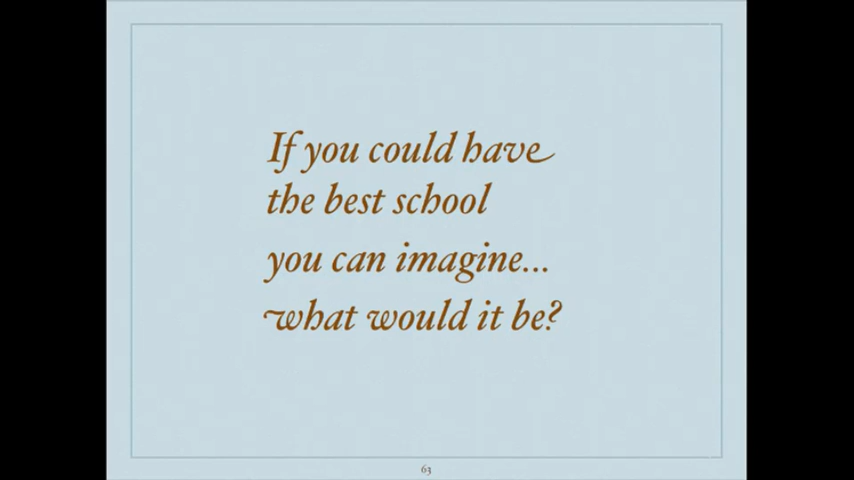 If you could have
the best school
you can imagine...
what would it be?
63